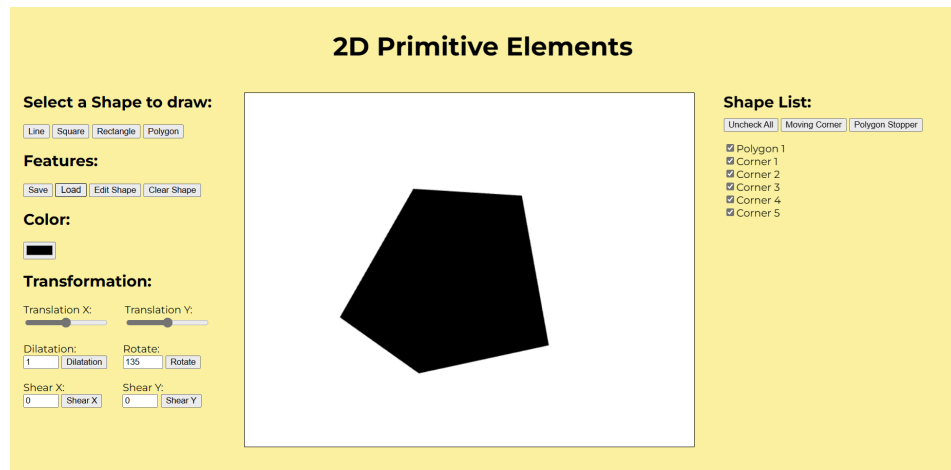 2D Primitive Elements
Select a Shape to draw:
Line Square Rectangle Polygon
Features:
Save Load Edit Shape Clear Shape
Color:
Transformation:
Translation X: Translation Y:
Dilatation: Rotate:
1 Dilatation 135 Rotate
Shear X: Shear Y:
0 Shear X 0 Shear Y
Shape List:
Uncheck All Moving Corner Polygon Stopper
Polygon 1
Corner 1
Corner 2
Corner 3
Corner 4
Corner 5